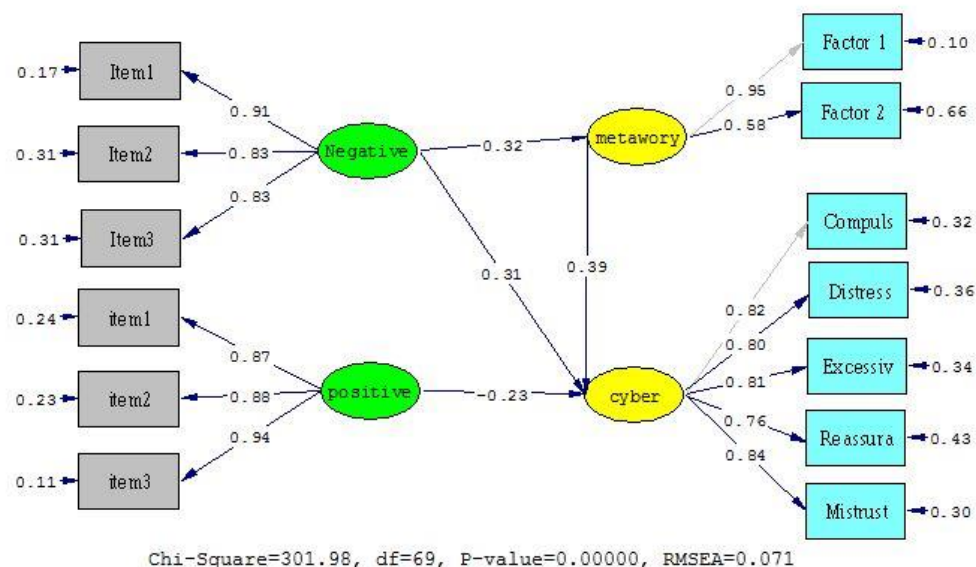 0.17
Item1
0.91
0.31
Item2
0.83
0.31
Item3
0.83
Negative
0.32
metawory
0.95
Factor 1
0.10
0.58
Factor 2
0.66
0.31
0.39
0.24
item1
0.87
0.23
item2
0.88
0.11
item3
0.94
positive
-0.23
cyber
0.82
Compuls
0.32
0.80
Distress
0.36
0.81
Excessiv
0.34
0.76
Reassura
0.43
0.84
Mistrust
0.30
Chi-Square=301.98, df=69, P-value=0.00000, RMSEA=0.071